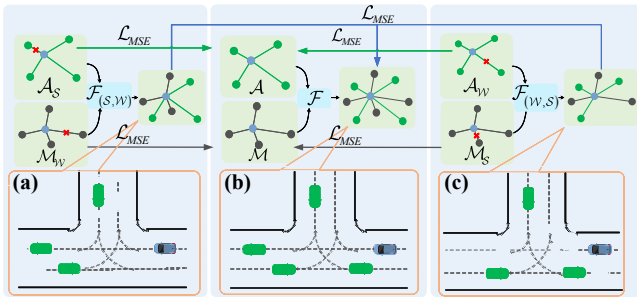 ℒ_MSE
ℒ_MSE
𝒜_𝒮
𝒜
ℒ_MSE
𝒜_𝒲
ℱ_(𝒮,𝒲)
ℱ
ℱ_(𝒲,𝒮)
ℳ_𝒲
ℒ_MSE
ℳ
ℒ_MSE
ℳ_𝒮
(a)
(b)
(c)